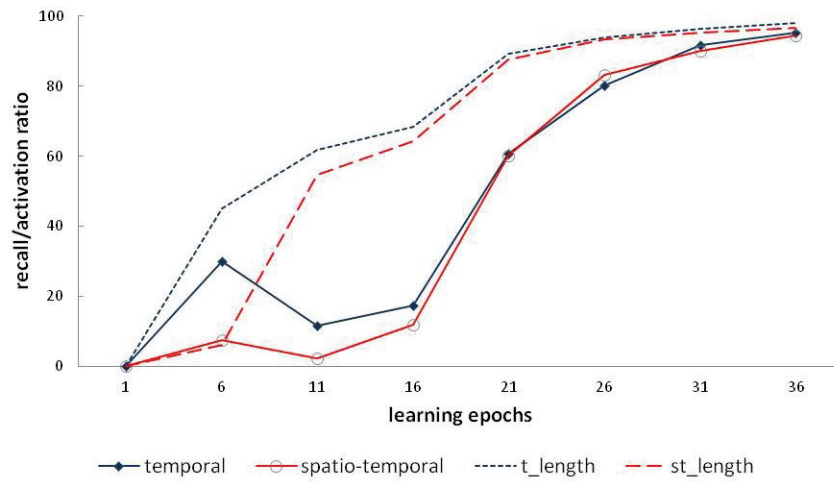 100
80
60
40
20
0
recall/activation ratio
1 6 11 16 21 26 31 36
learning epochs
temporal spatio-temporal t_length st_length